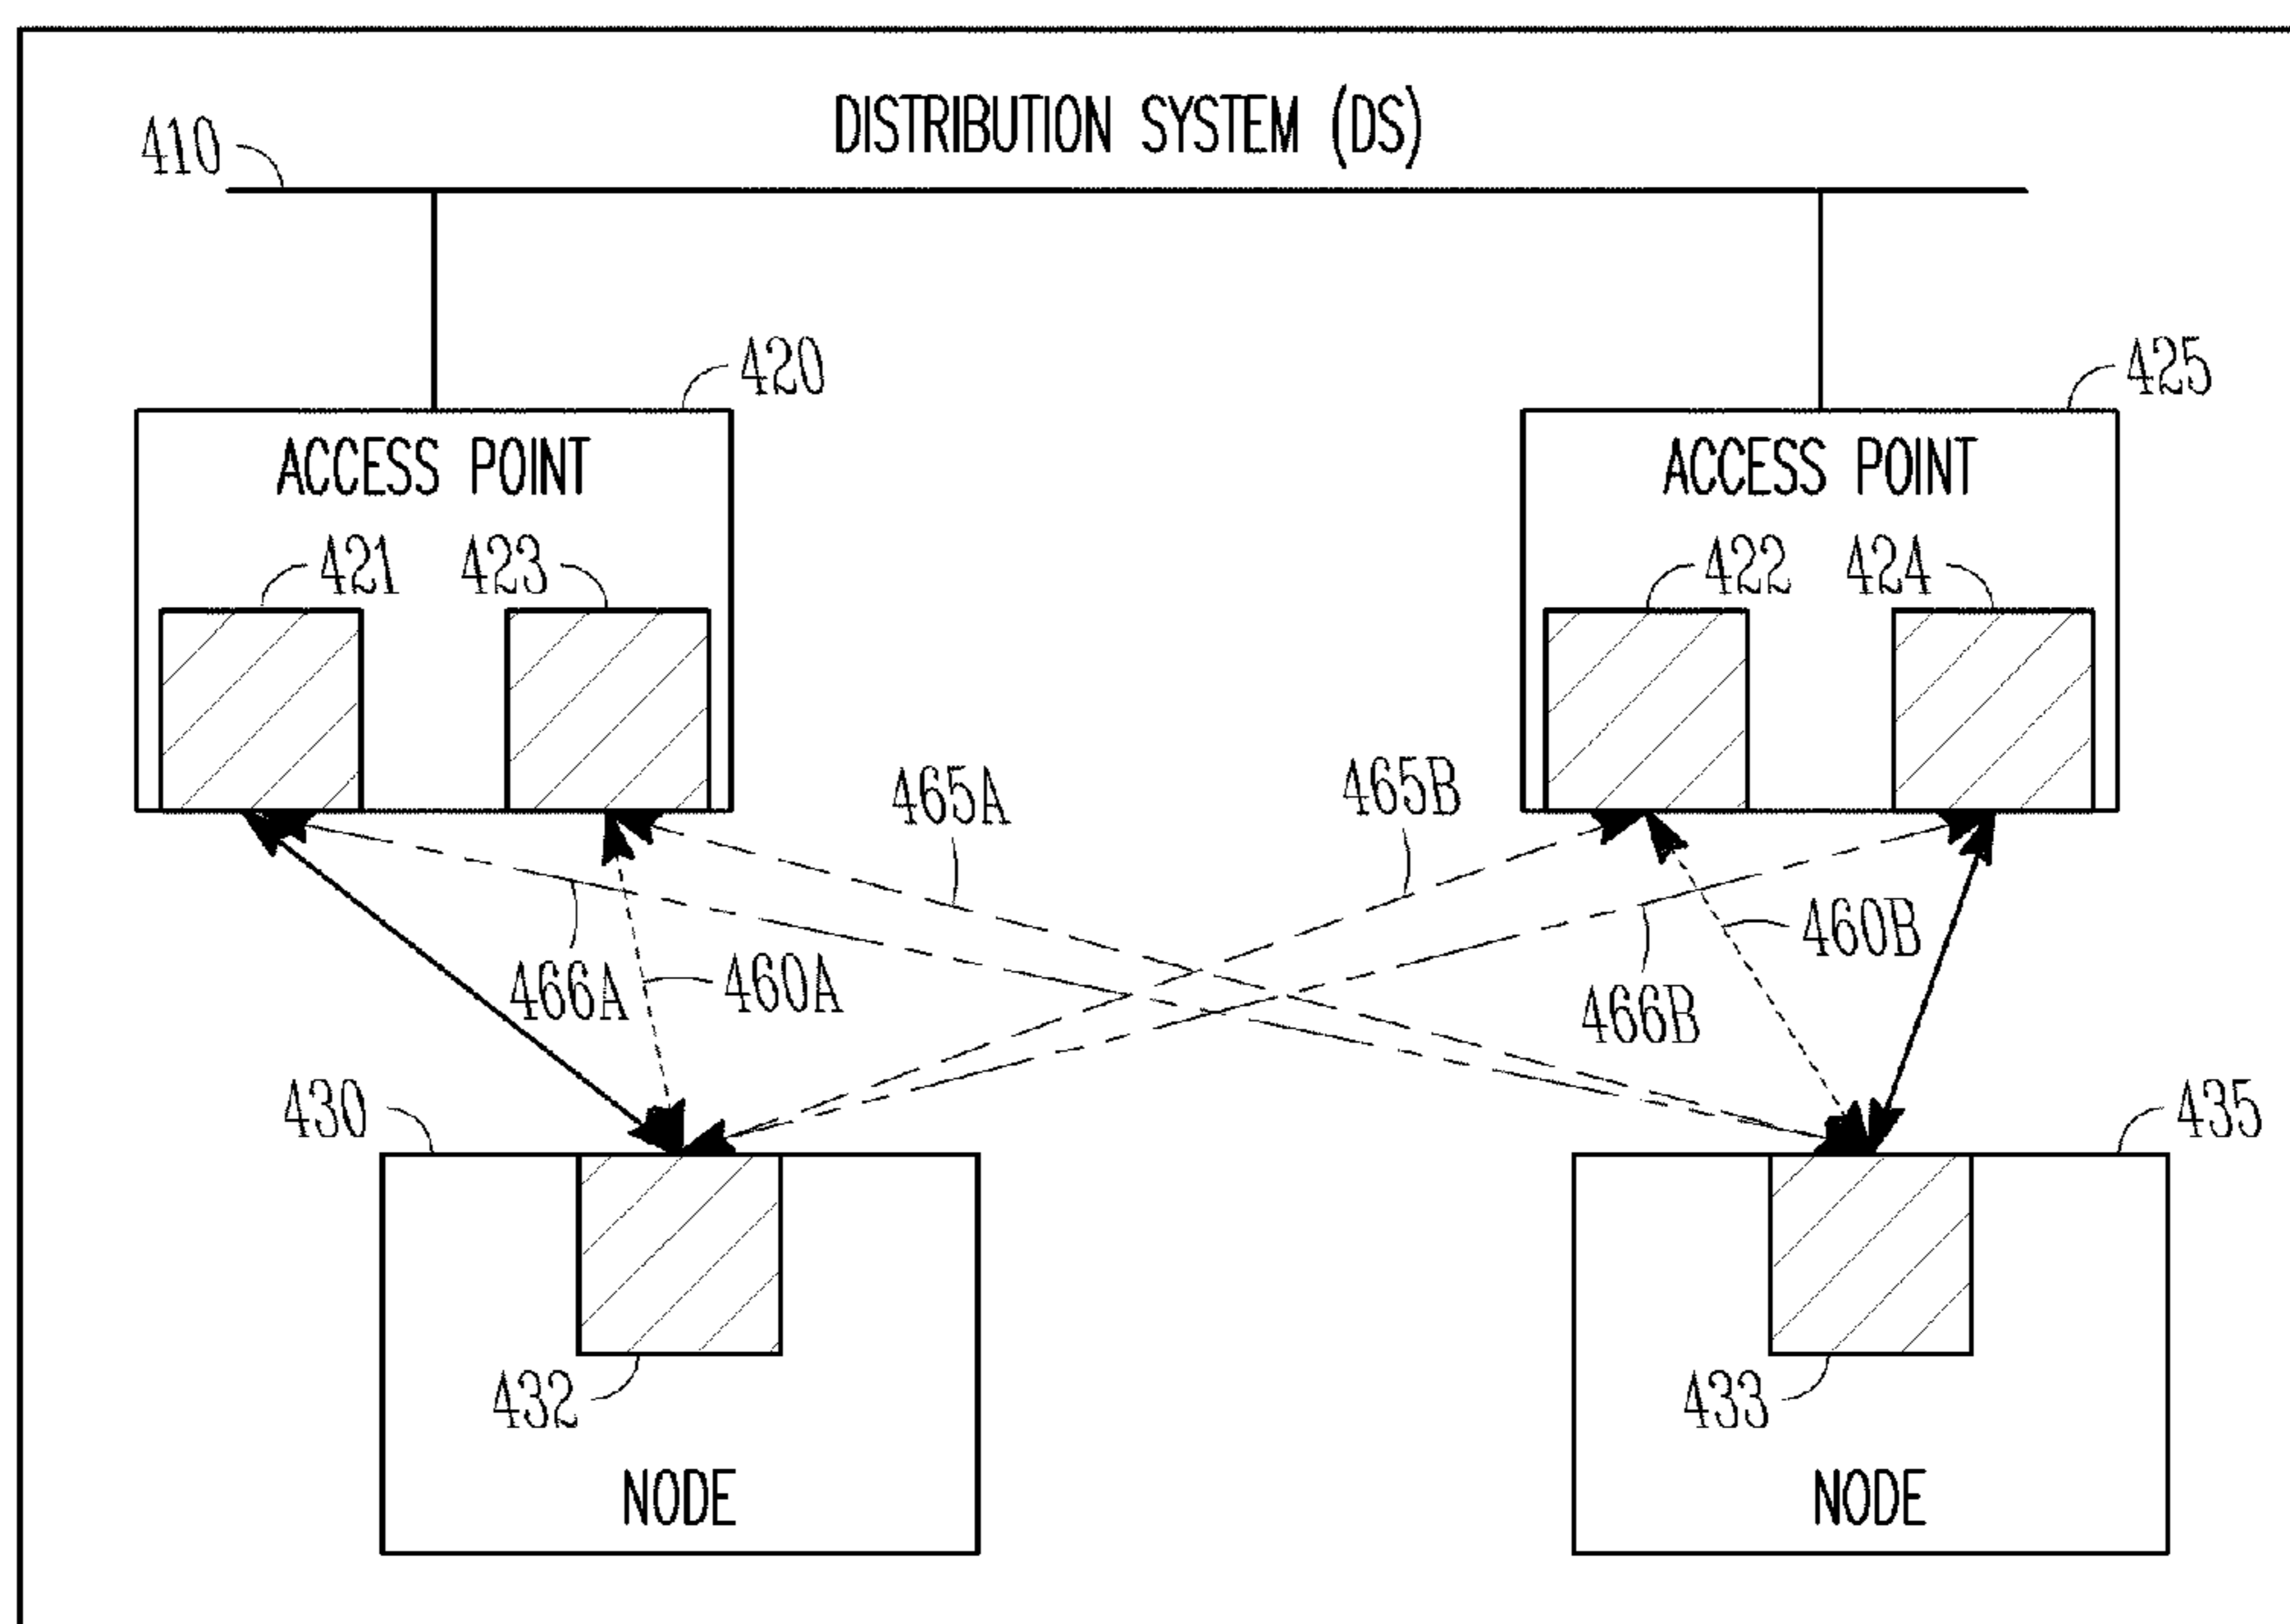 DISTRIBUTION SYSTEM (DS)
410
420
425
ACCESS POINT
ACCESS POINT
421
423
422
424
465A
465B
466A
460A
460B
466B
430
435
432
433
NODE
NODE